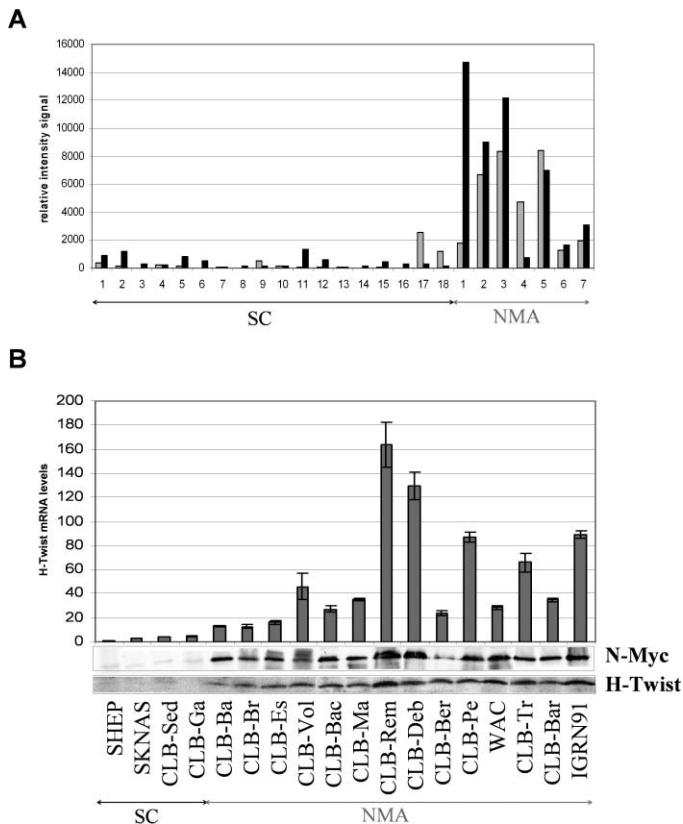 A
relative intensity signal
16000
14000
12000
10000
8000
6000
4000
2000
0
1 2 3 4 5 6 7 8 9 10 11 12 13 14 15 16 17 18 1 2 3 4 5 6 7
SC NMA
B
H-Twist mRNA levels
200
180
160
140
120
100
80
60
40
20
0
N-Myc
H-Twist
SHEP
SKNAS
CLB-Sed
CLB-Ga
CLB-Ba
CLB-Br
CLB-Es
CLB-Vol
CLB-Bac
CLB-Ma
CLB-Rem
CLB-Deb
CLB-Ber
CLB-Pe
WAC
CLB-Tr
CLB-Bar
IGRN91
SC NMA